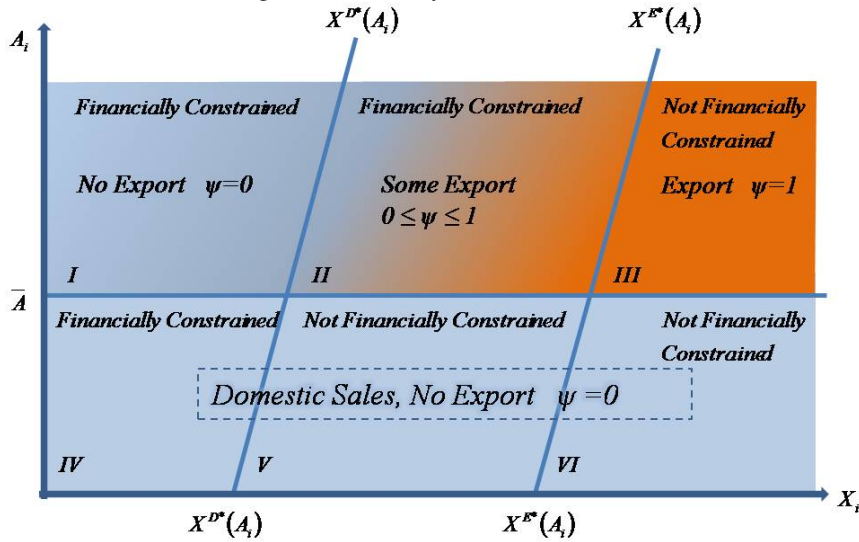 X^{D*}(A_i)
X^{E*}(A_i)
A_i
Financially Constrained
Financially Constrained
Not Financially
Constrained
No Export ψ=0
Some Export
0 ≤ ψ ≤ 1
Export ψ=1
I
II
III
A̅
Financially Constrained
Not Financially Constrained
Not Financially
Constrained
Domestic Sales, No Export ψ =0
IV
V
VI
X_i
X^{D*}(A_i)
X^{E*}(A_i)